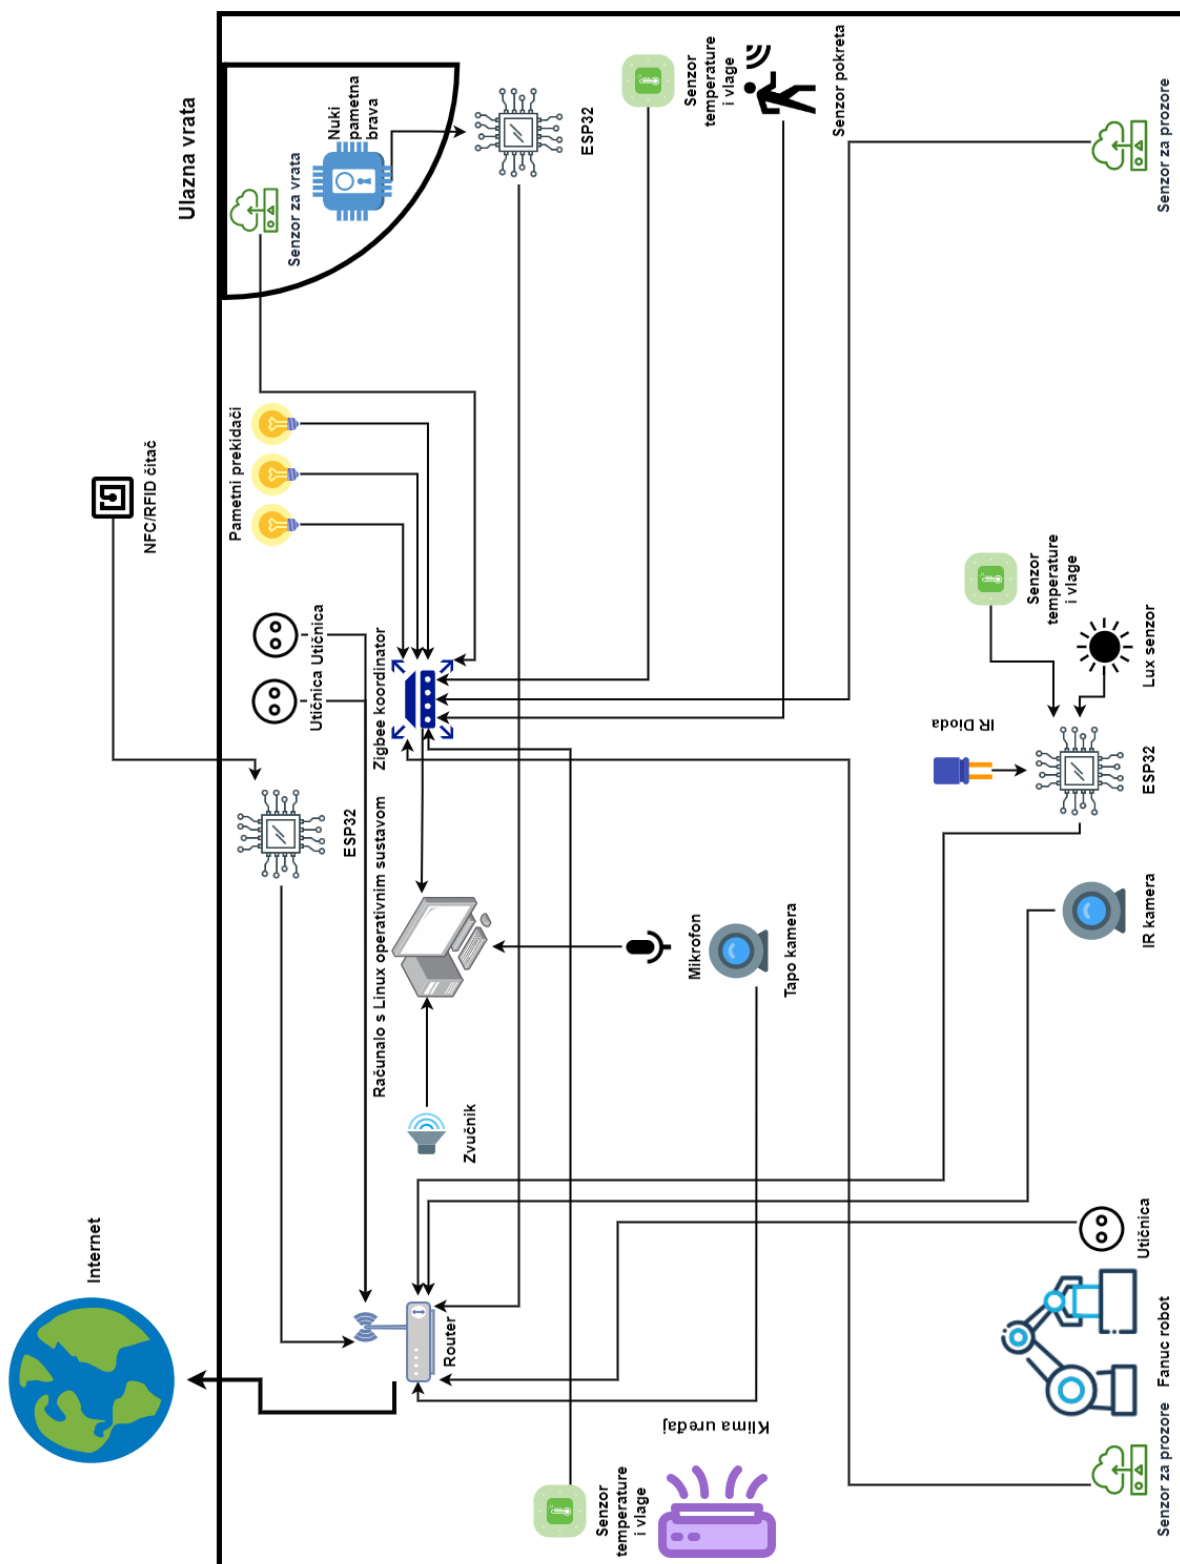 Internet
Ulazna vrata
NFC/RFID čitač
Pametni prekidači
Senzor za vrata
Nuki
pametna
brava
ESP32
Senzor
temperature
i vlage
Senzor pokreta
Senzor za prozore
Utičnica
Utičnica
ESP32
Zigbee koordinator
Računalo s Linux operativnim sustavom
Zvučnik
Mikrofon
Tapo kamera
Router
Klima uređaj
Senzor
temperature
i vlage
Senzor
temperature
i vlage
Lux senzor
IR Dioda
ESP32
IR kamera
Utičnica
Fanuc robot
Senzor za prozore